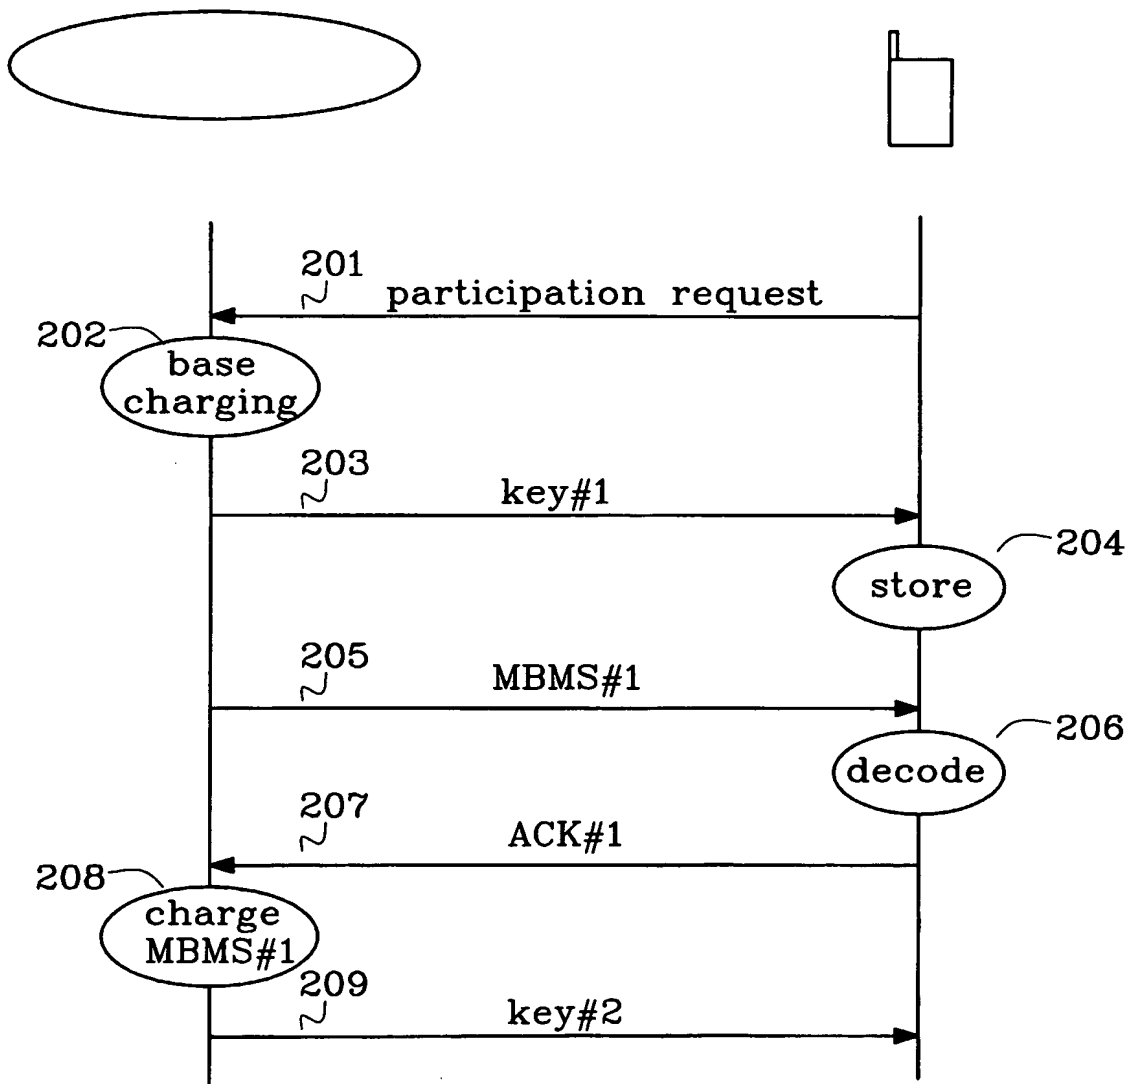 201
participation request
202
base
charging
203
key#1
204
store
205
MBMS#1
206
decode
207
ACK#1
208
charge
MBMS#1
209
key#2